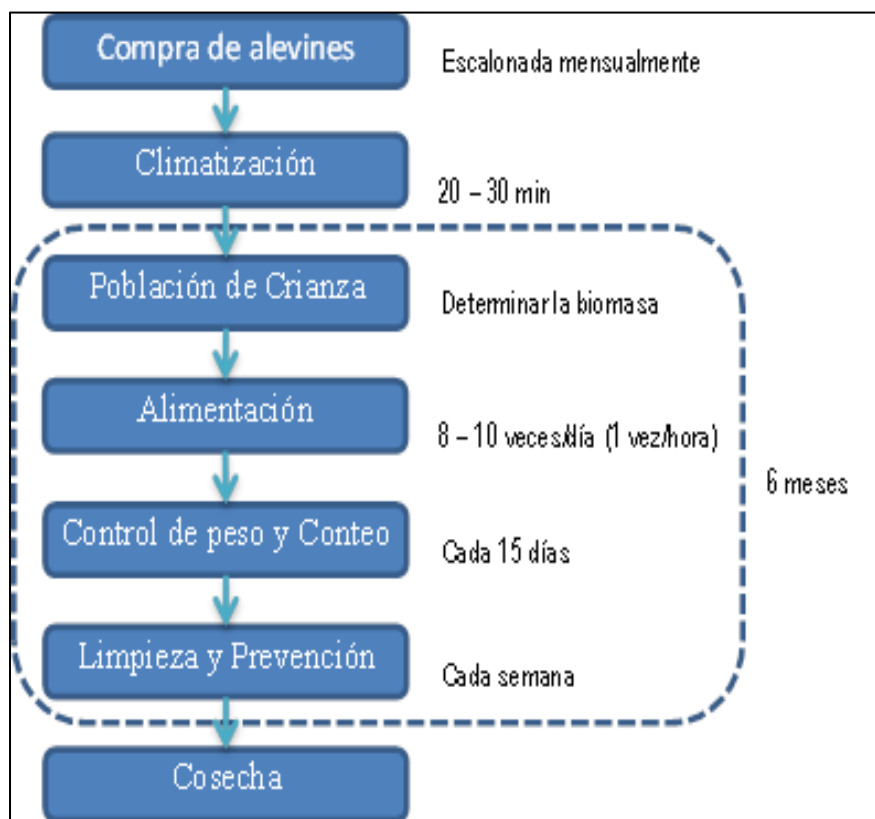 Compra de alevines
Escalonada mensualmente
Climatización
20 – 30 min
Población de Crianza
Determinar la biomasa
Alimentación
8 – 10 veces/día (1 vez/hora)
6 meses
Control de peso y Conteo
Cada 15 días
Limpieza y Prevención
Cada semana
Cosecha